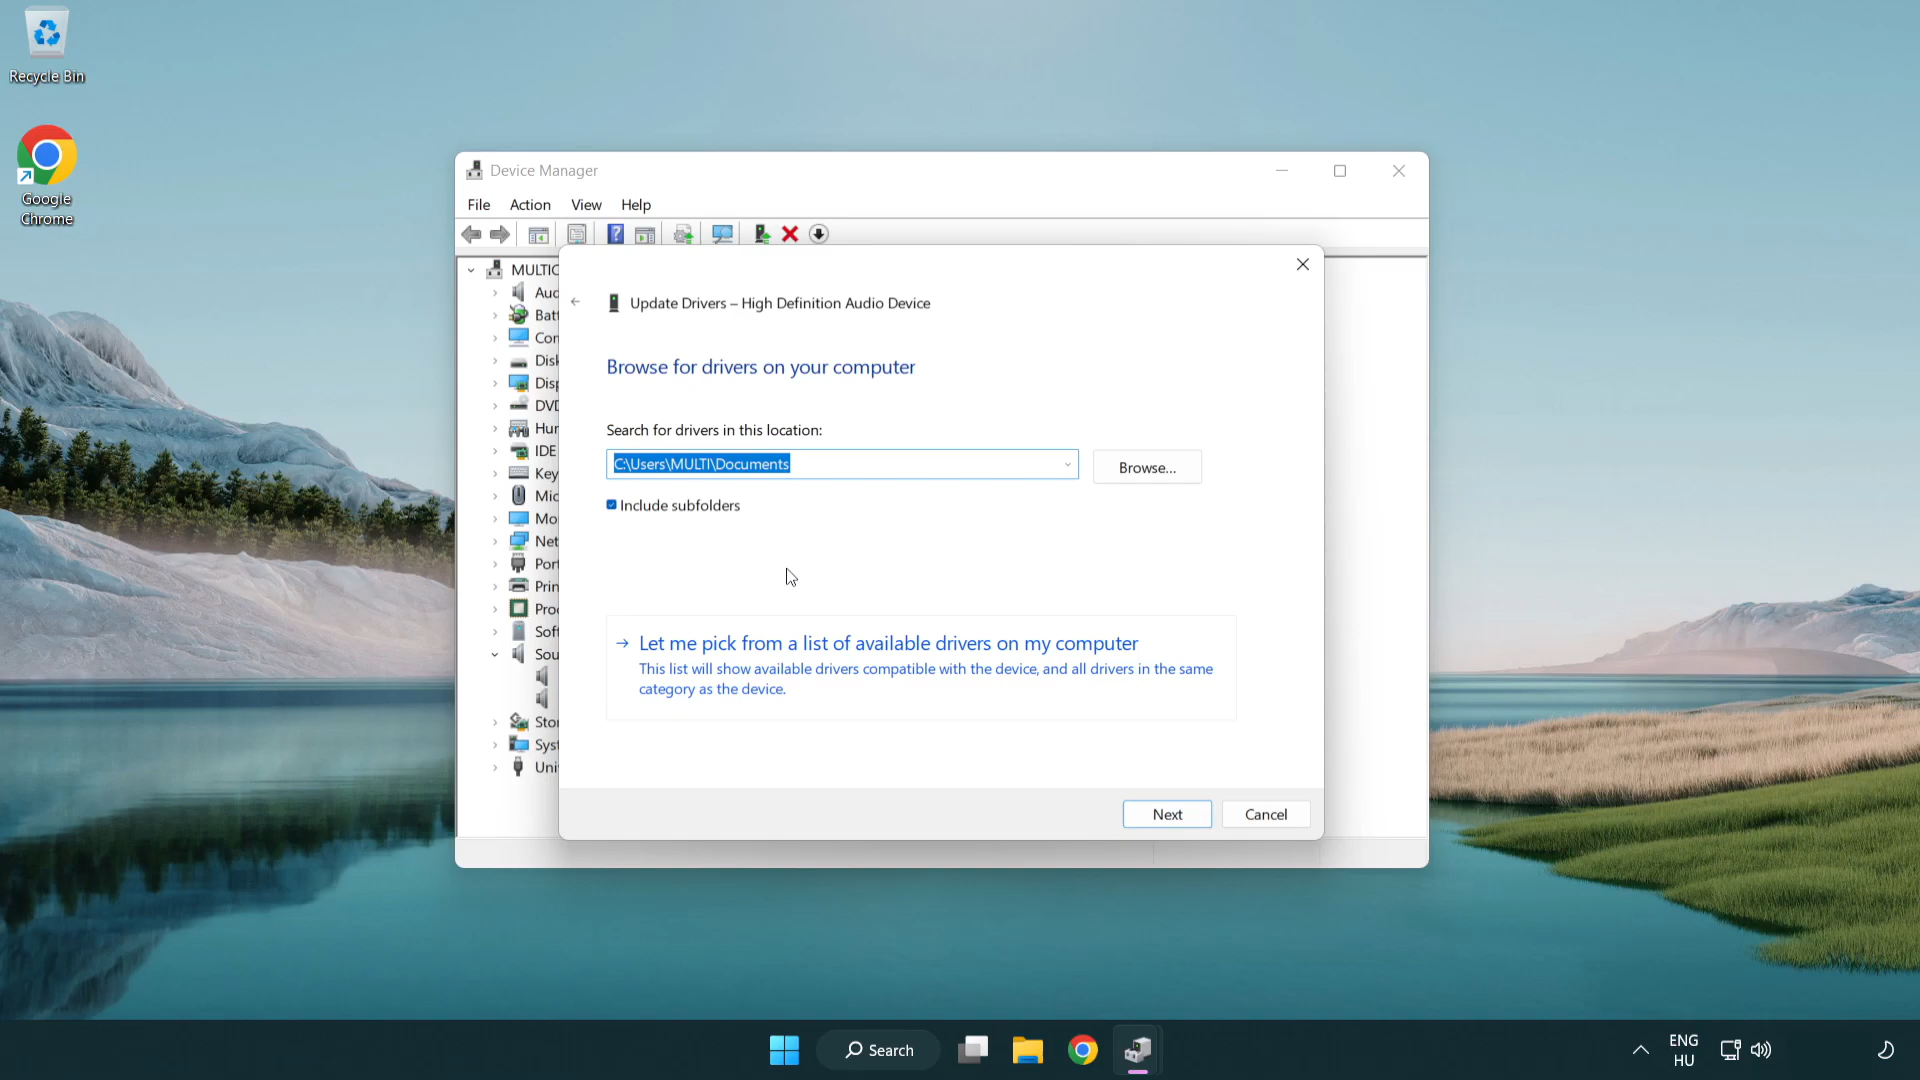 Recycle Bin
Google
Chrome
Device Manager
File Action View Help
Update Drivers – High Definition Audio Device
Browse for drivers on your computer
Search for drivers in this location:
C:\Users\MULTI\Documents
Browse...
Include subfolders
Let me pick from a list of available drivers on my computer
This list will show available drivers compatible with the device, and all drivers in the same
category as the device.
Next
Cancel
MULTIC
Aud
Batt
Con
Disk
Disp
DVD
Hur
IDE
Key
Mic
Mo
Net
Port
Prin
Proc
Soft
Sou
Stor
Syst
Uni
Search
ENG
HU